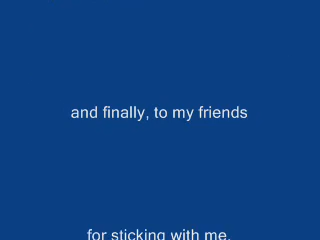 and finally, to my friends
for sticking with me.